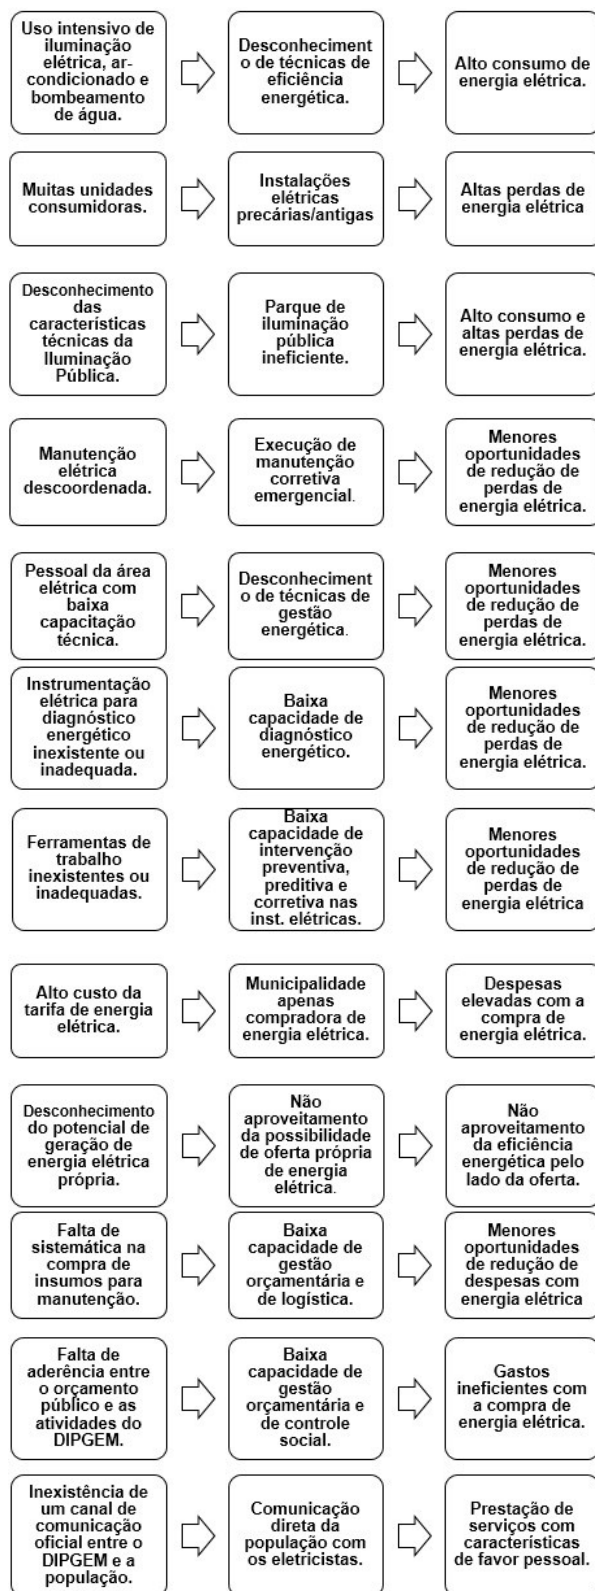 Uso intensivo de
iluminação
elétrica, ar-
condicionado e
bombeamento
de água.
Desconheciment
o de técnicas de
eficiência
energética.
Alto consumo de
energia elétrica.
Muitas unidades
consumidoras.
Instalações
elétricas
precárias/antigas
Altas perdas de
energia elétrica
Desconhecimento
das
características
técnicas da
Iluminação
Pública.
Parque de
iluminação
pública
ineficiente.
Alto consumo e
altas perdas de
energia elétrica.
Manutenção
elétrica
descoordenada.
Execução de
manutenção
corretiva
emergencial.
Menores
oportunidades
de redução de
perdas de
energia elétrica.
Pessoal da área
elétrica com
baixa
capacitação
técnica.
Desconheciment
o de técnicas de
gestão
energética.
Menores
oportunidades
de redução de
perdas de
energia elétrica.
Instrumentação
elétrica para
diagnóstico
energético
inexistente ou
inadequada.
Baixa
capacidade de
diagnóstico
energético.
Menores
oportunidades
de redução de
perdas de
energia elétrica.
Ferramentas de
trabalho
inexistentes ou
inadequadas.
Baixa
capacidade de
intervenção
preventiva,
preditiva e
corretiva nas
inst. elétricas.
Menores
oportunidades
de redução de
perdas de
energia elétrica
Alto custo da
tarifa de energia
elétrica.
Municipalidade
apenas
compradora de
energia elétrica.
Despesas
elevadas com a
compra de
energia elétrica.
Desconhecimento
do potencial de
geração de
energia elétrica
própria.
Não
aproveitamento
da possibilidade
de oferta própria
de energia
elétrica.
Não
aproveitamento
da eficiência
energética pelo
lado da oferta.
Falta de
sistemática na
compra de
insumos para
manutenção.
Baixa
capacidade de
gestão
orçamentária e
de logística.
Menores
oportunidades
de redução de
despesas com
energia elétrica
Falta de
aderência entre
o orçamento
público e as
atividades do
DIPGEM.
Baixa
capacidade de
gestão
orçamentária e
de controle
social.
Gastos
ineficientes com
a compra de
energia elétrica.
Inexistência de
um canal de
comunicação
oficial entre o
DIPGEM e a
população.
Comunicação
direta da
população com
os eletricistas.
Prestação de
serviços com
características
de favor pessoal.